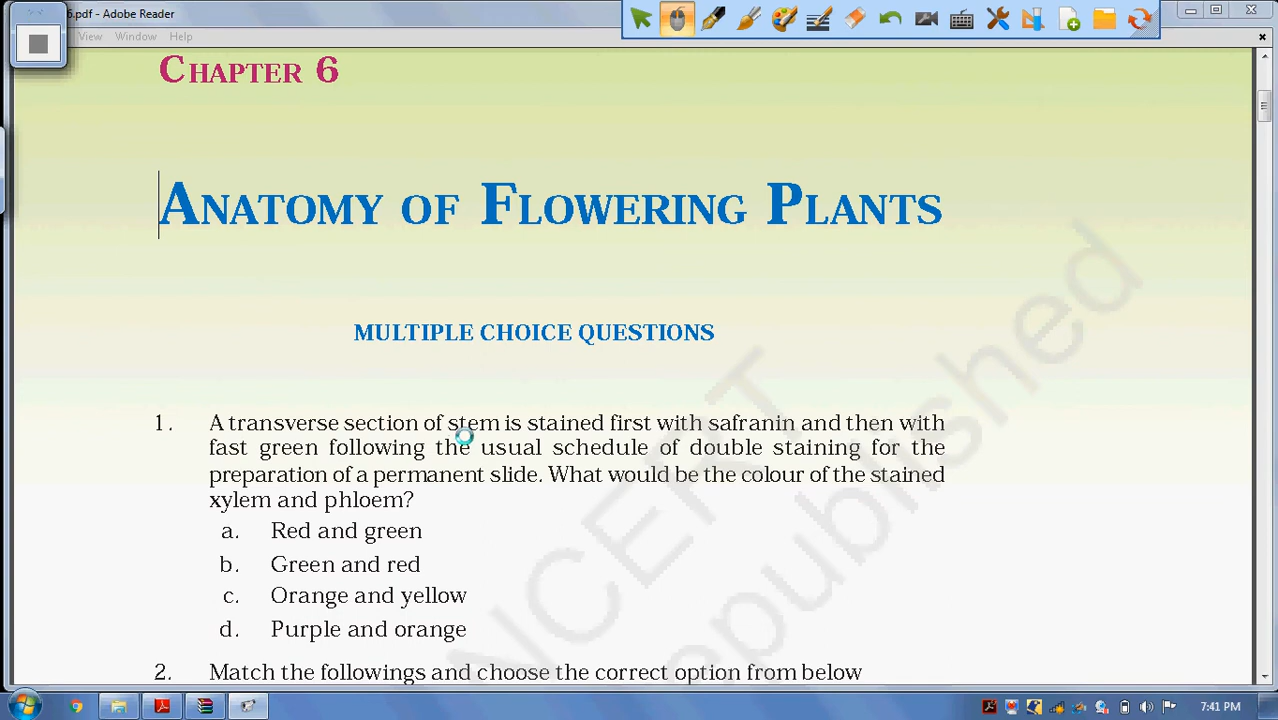 6.pdf - Adobe Reader
View Window Help
CHAPTER 6
ANATOMY OF FLOWERING PLANTS
MULTIPLE CHOICE QUESTIONS
1. A transverse section of stem is stained first with safranin and then with
fast green following the usual schedule of double staining for the
preparation of a permanent slide. What would be the colour of the stained
xylem and phloem?
a. Red and green
b. Green and red
c. Orange and yellow
d. Purple and orange
2. Match the followings and choose the correct option from below
NCERT
republished
7:41 PM